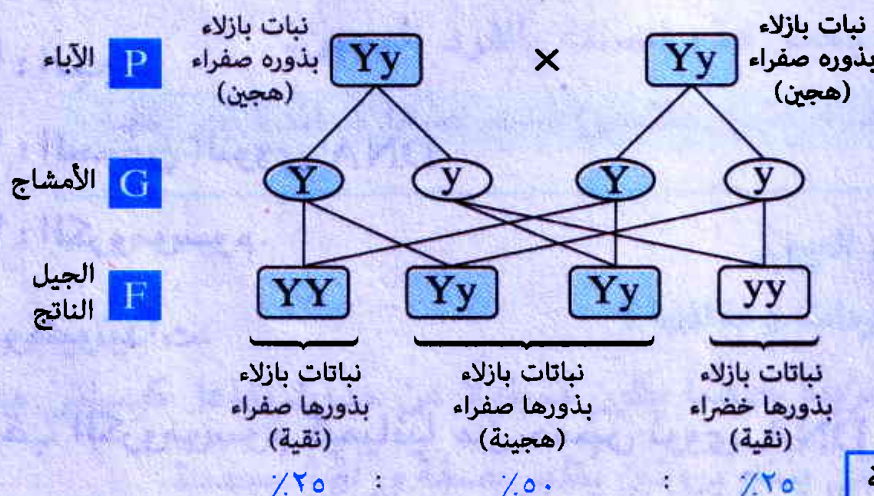 نبات بازلاء
بذوره صفراء
(هجين)
Yy
×
Yy
نبات بازلاء
بذوره صفراء
(هجين)
P الآباء
G الأمشاج
Y y Y y
F الجيل
الناتج
YY Yy Yy yy
نباتات بازلاء
بذورها صفراء
(نقية)
نباتات بازلاء
بذورها صفراء
(هجينة)
نباتات بازلاء
بذورها خضراء
(نقية)
٢٥٪ : ٥٠٪ : ٢٥٪